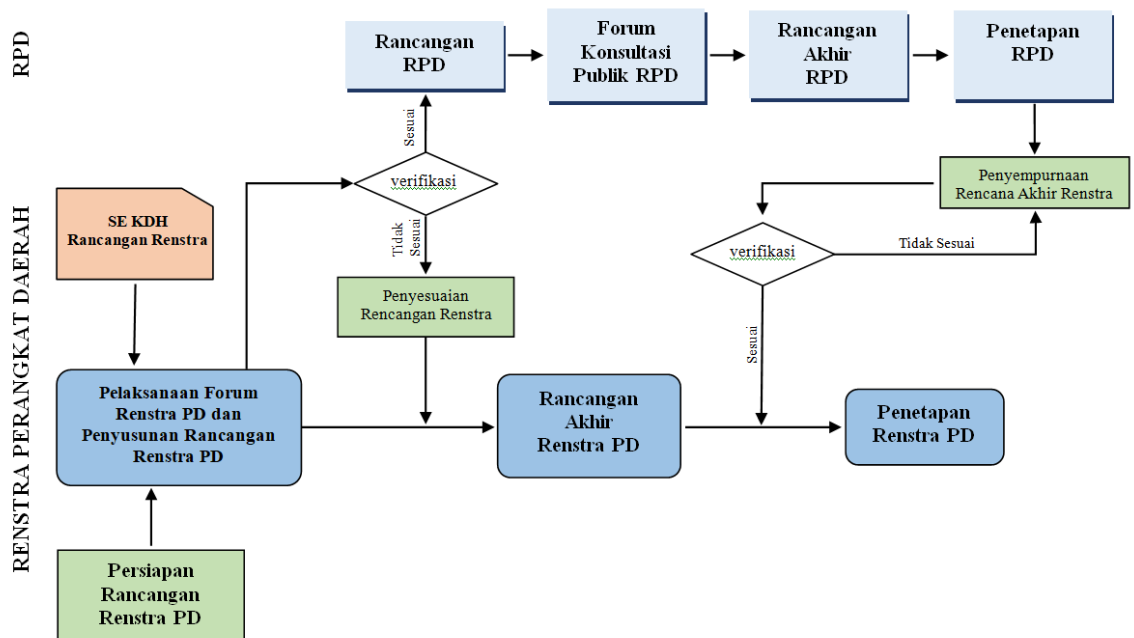 RPD
Rancangan
RPD
Forum
Konsultasi
Publik RPD
Rancangan
Akhir
RPD
Penetapan
RPD
Sesuai
verifikasi
Tidak
Sesuai
Penyempurnaan
Rencana Akhir Renstra
verifikasi
Tidak Sesuai
Sesuai
RENSTRA PERANGKAT DAERAH
SE KDH
Rancangan Renstra
Penyesuaian
Rencangan Renstra
Pelaksanaan Forum
Renstra PD dan
Penyusunan Rancangan
Renstra PD
Rancangan
Akhir
Renstra PD
Penetapan
Renstra PD
Persiapan
Rancangan
Renstra PD